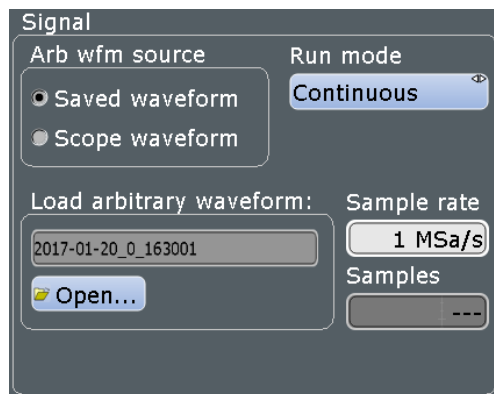 Signal
Arb wfm source
Saved waveform
Scope waveform
Run mode
Continuous
Load arbitrary waveform:
2017-01-20_0_163001
Open...
Sample rate
1 MSa/s
Samples
---